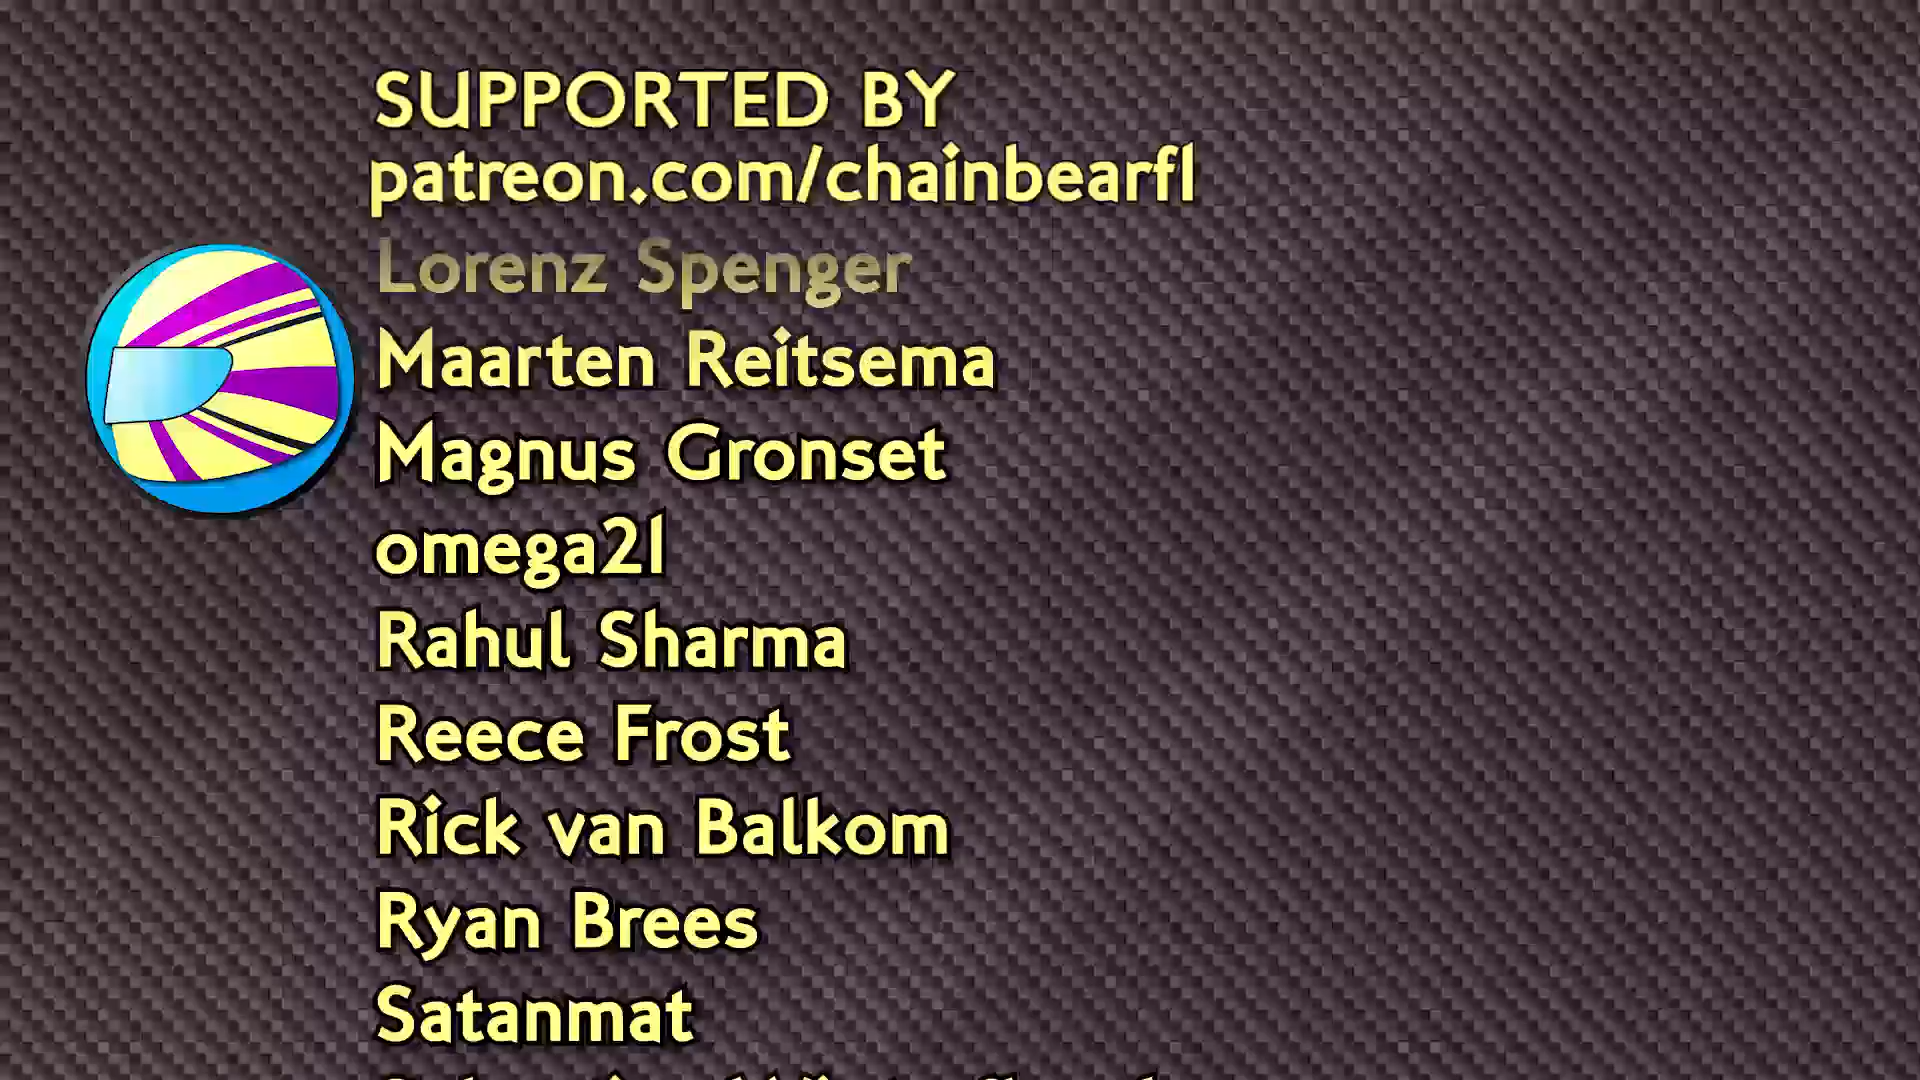 SUPPORTED BY
patreon.com/chainbearf1
Lorenz Spenger
Maarten Reitsema
Magnus Gronset
omega21
Rahul Sharma
Reece Frost
Rick van Balkom
Ryan Brees
Satanmat